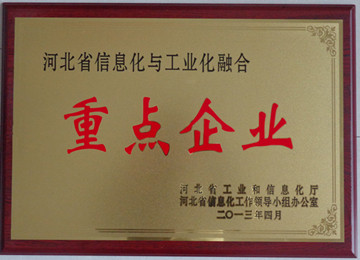 河北省信息化与工业化融合
重点企业
河北省工业和信息化厅
河北省信息化工作领导小组办公室
二〇一三年四月